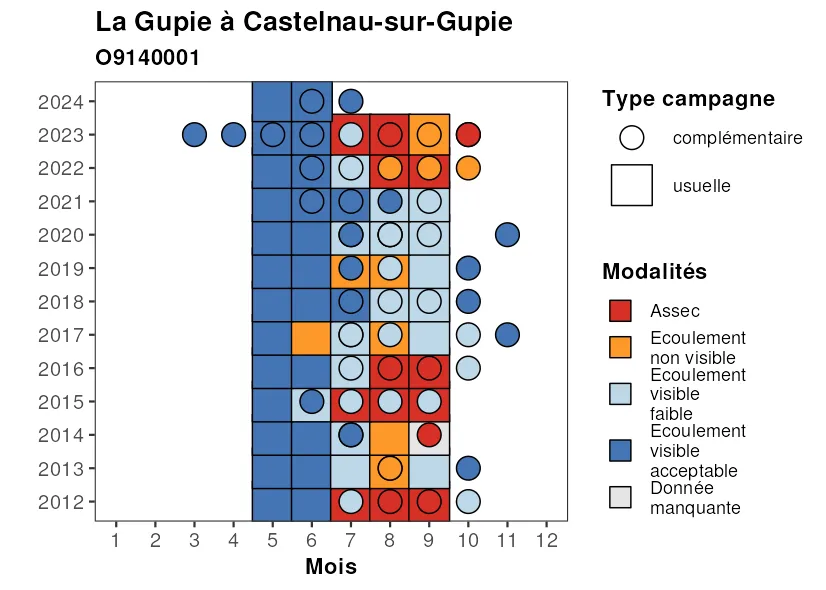 La Gupie à Castelnau-sur-Gupie
O9140001
2024
2023
2022
2021
2020
2019
2018
2017
2016
2015
2014
2013
2012
1 2 3 4 5 6 7 8 9 10 11 12
Mois
Type campagne
complémentaire
usuelle
Modalités
Assec
Ecoulement
non visible
Ecoulement
visible
faible
Ecoulement
visible
acceptable
Donnée
manquante